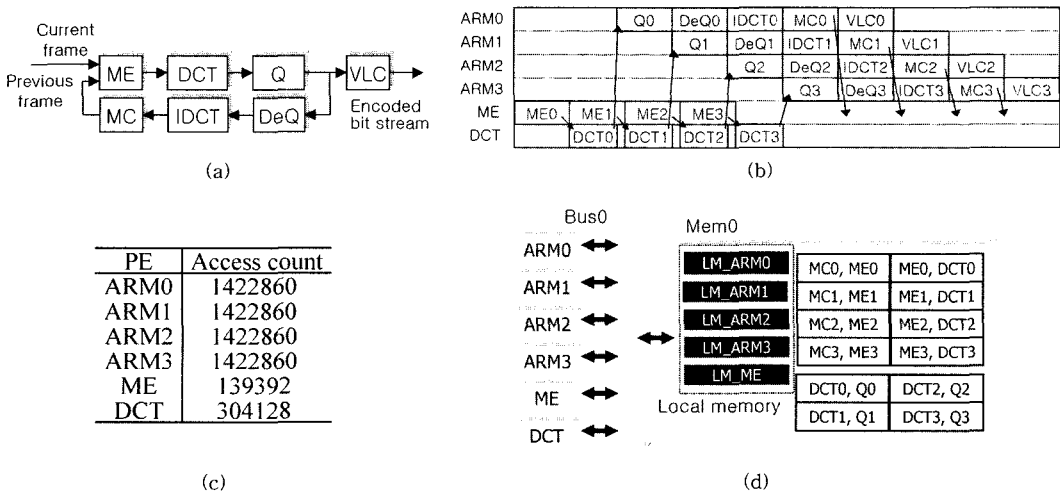 Current
frame
Previous
frame
ME
DCT
Q
VLC
MC
IDCT
DeQ
Encoded
bit stream
(a)
ARM0 Q0 DeQ0 IDCT0 MC0 VLC0
ARM1 Q1 DeQ1 IDCT1 MC1 VLC1
ARM2 Q2 DeQ2 IDCT2 MC2 VLC2
ARM3 Q3 DeQ3 IDCT3 MC3 VLC3
ME ME0 ME1 ME2 ME3
DCT DCT0 DCT1 DCT2 DCT3
(b)
PE Access count
ARM0 1422860
ARM1 1422860
ARM2 1422860
ARM3 1422860
ME 139392
DCT 304128
(c)
Bus0
ARM0
ARM1
ARM2
ARM3
ME
DCT
Mem0
LM_ARM0
LM_ARM1
LM_ARM2
LM_ARM3
LM_ME
Local memory
MC0, ME0 ME0, DCT0
MC1, ME1 ME1, DCT1
MC2, ME2 ME2, DCT2
MC3, ME3 ME3, DCT3
DCT0, Q0 DCT2, Q2
DCT1, Q1 DCT3, Q3
(d)